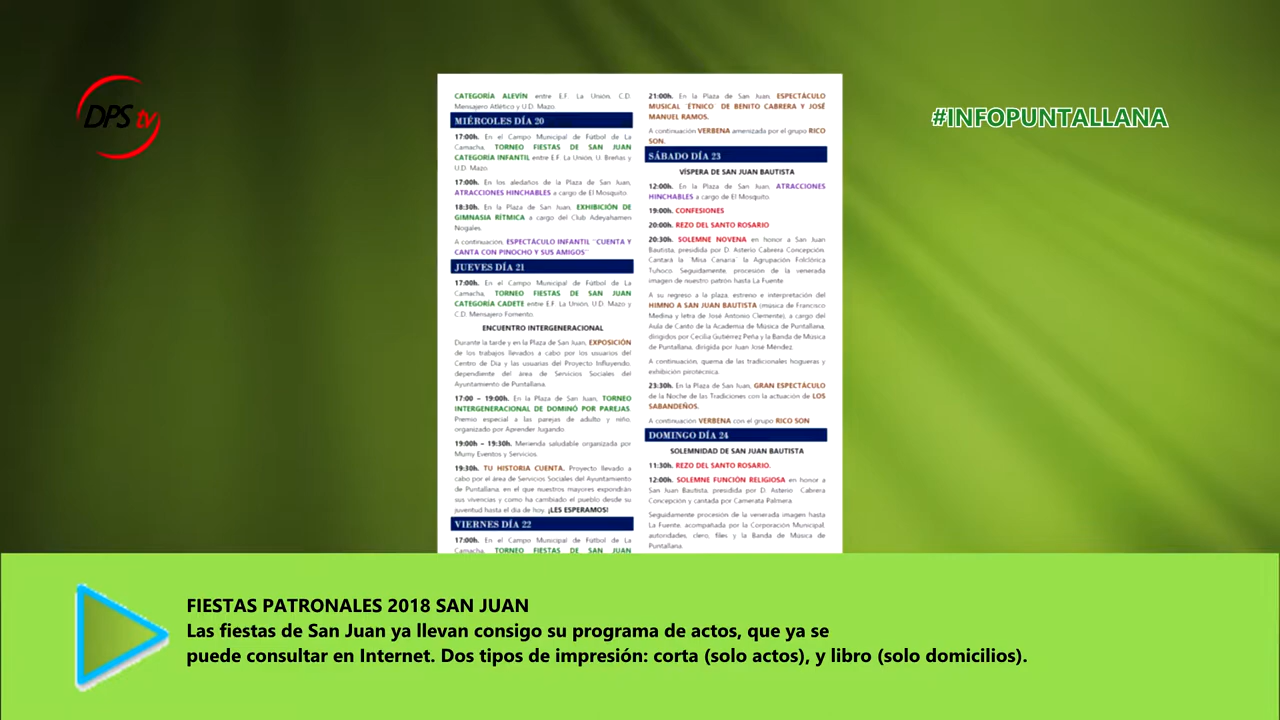 DPS tv
#INFOPUNTALLANA
CATEGORÍA ALEVÍN entre E.F. La Unión, C.D.
Mensajero Atlético y U.D. Mazo
MIÉRCOLES DÍA 20
17:00h. En el Campo Municipal de Fútbol de La
Camacha, TORNEO FIESTAS DE SAN JUAN
CATEGORÍA INFANTIL entre E.F. La Unión, U. Breñas y
U.D. Mazo
17:00h. En los aledaños de la Plaza de San Juan,
ATRACCIONES HINCHABLES a cargo de El Mosquito
18:30h. En la Plaza de San Juan, EXHIBICIÓN DE
GIMNASIA RÍTMICA a cargo del Club Adeyahamen
Nogales.
A continuación, ESPECTÁCULO INFANTIL ¨CUENTA Y
CANTA CON PINOCHO Y SUS AMIGOS¨
JUEVES DÍA 21
17:00h. En el Campo Municipal de Fútbol de La
Camacha, TORNEO FIESTAS DE SAN JUAN
CATEGORÍA CADETE entre E.F. La Unión, U.D. Mazo y
C.D. Mensajero Fomento.
ENCUENTRO INTERGENERACIONAL
Durante la tarde y en la Plaza de San Juan, EXPOSICIÓN
de los trabajos llevados a cabo por los usuarios del
Centro de Día y las usuarias del Proyecto Influyendo,
dependiente del área de Servicios Sociales del
Ayuntamiento de Puntallana.
17:00 – 19:00h. En la Plaza de San Juan, TORNEO
INTERGENERACIONAL DE DOMINÓ POR PAREJAS.
Premio especial a las parejas de adulto y niño,
organizado por Aprender Jugando
19:00h – 19:30h. Merienda saludable organizada por
Mumy Eventos y Servicios.
19:30h. TU HISTORIA CUENTA. Proyecto llevado a
cabo por el área de Servicios Sociales del Ayuntamiento
de Puntallana, en el que nuestros mayores expondrán
sus vivencias y como ha cambiado el pueblo desde su
juventud hasta el día de hoy. ¡LES ESPERAMOS!
VIERNES DÍA 22
17:00h. En el Campo Municipal de Fútbol de La
Camacha, TORNEO FIESTAS DE SAN JUAN
21:00h. En la Plaza de San Juan, ESPECTÁCULO
MUSICAL ¨ÉTNICO¨ DE BENITO CABRERA Y JOSÉ
MANUEL RAMOS.
A continuación VERBENA amenizada por el grupo RICO
SON.
SÁBADO DÍA 23
VÍSPERA DE SAN JUAN BAUTISTA
12:00h. En la Plaza de San Juan, ATRACCIONES
HINCHABLES a cargo de El Mosquito
19:00h. CONFESIONES
20:00h. REZO DEL SANTO ROSARIO
20:30h. SOLEMNE NOVENA en honor a San Juan
Bautista, presidida por D. Asterio Cabrera Concepción.
Cantará la ¨Misa Canaria¨ la Agrupación Folclórica
Tuhoco. Seguidamente, procesión de la venerada
imagen de nuestro patrón hasta La Fuente
A su regreso a la plaza, estreno e interpretación del
HIMNO A SAN JUAN BAUTISTA (música de Francisco
Medina y letra de José Antonio Clemente), a cargo del
Aula de Canto de la Academia de Música de Puntallana,
dirigidos por Cecilia Gutiérrez Peña y la Banda de Música
de Puntallana, dirigida por Juan José Méndez.
A continuación, quema de las tradicionales hogueras y
exhibición pirotécnica.
23:30h. En la Plaza de San Juan, GRAN ESPECTÁCULO
de la Noche de las Tradiciones con la actuación de LOS
SABANDEÑOS.
A continuación VERBENA con el grupo RICO SON
DOMINGO DÍA 24
SOLEMNIDAD DE SAN JUAN BAUTISTA
11:30h. REZO DEL SANTO ROSARIO.
12:00h. SOLEMNE FUNCIÓN RELIGIOSA en honor a
San Juan Bautista, presidida por D. Asterio Cabrera
Concepción y cantada por Camerata Palmera
Seguidamente procesión de la venerada imagen hasta
La Fuente, acompañada por la Corporación Municipal,
autoridades, clero, files y la Banda de Música de
Puntallana.
FIESTAS PATRONALES 2018 SAN JUAN
Las fiestas de San Juan ya llevan consigo su programa de actos, que ya se
puede consultar en Internet. Dos tipos de impresión: corta (solo actos), y libro (solo domicilios).